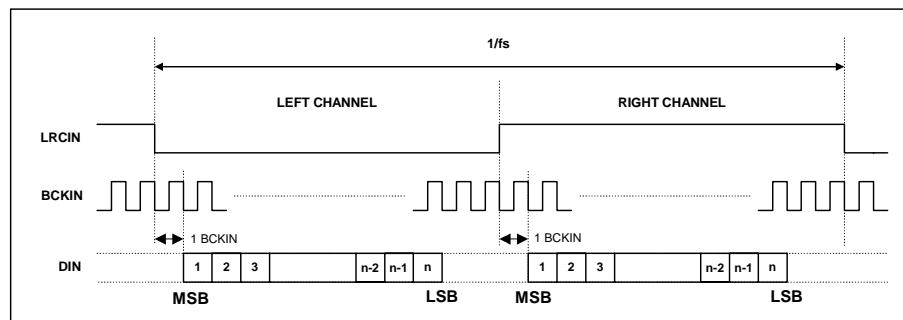 1/fs
LEFT CHANNEL RIGHT CHANNEL
LRCIN
BCKIN
1 BCKIN 1 BCKIN
DIN 1 2 3 n-2 n-1 n 1 2 3 n-2 n-1 n
MSB LSB MSB LSB